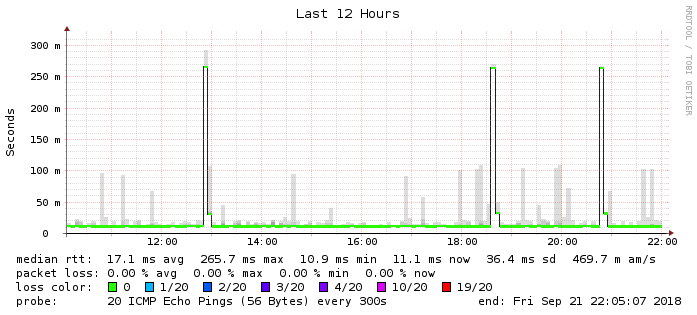 Last 12 Hours
RRDTOOL / TOBI OETIKER
Seconds
300 m
250 m
200 m
150 m
100 m
50 m
0
12:00 14:00 16:00 18:00 20:00 22:00
median rtt: 17.1 ms avg 265.7 ms max 10.9 ms min 11.1 ms now 36.4 ms sd 469.7 m am/s
packet loss: 0.00 % avg 0.00 % max 0.00 % min 0.00 % now
loss color: 0 1/20 2/20 3/20 4/20 10/20 19/20
probe: 20 ICMP Echo Pings (56 Bytes) every 300s end: Fri Sep 21 22:05:07 2018